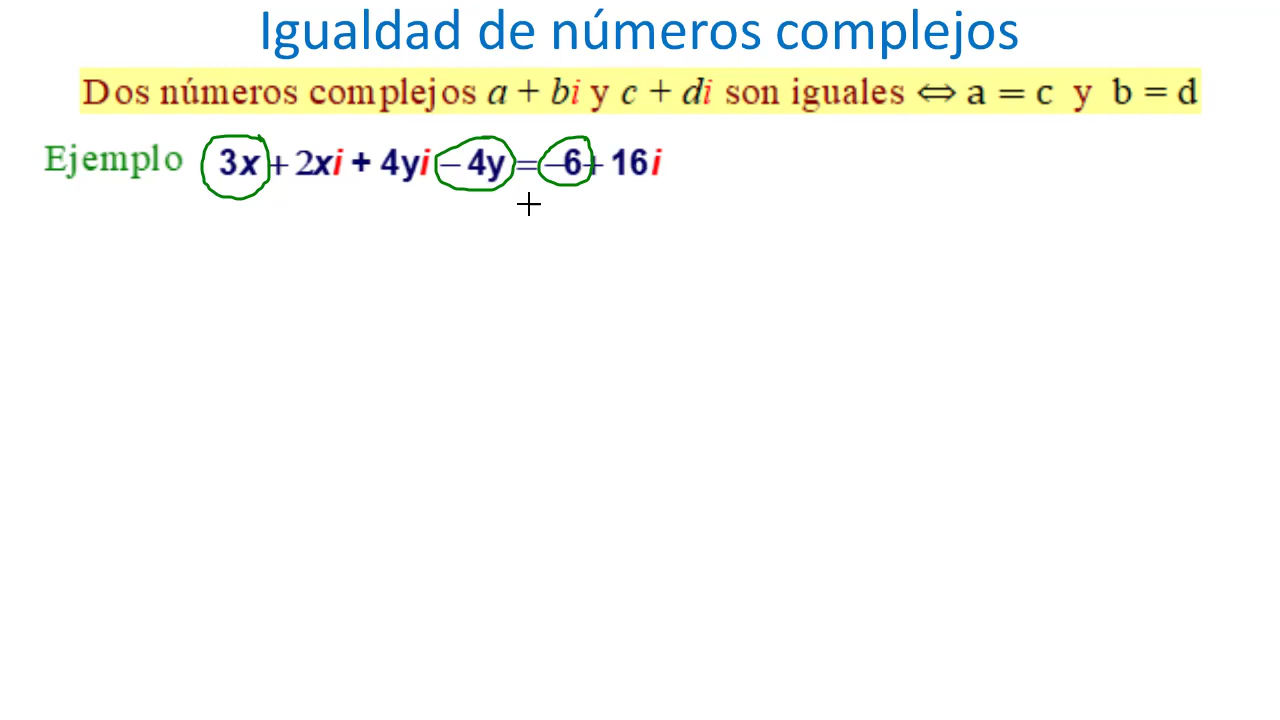 Igualdad de números complejos
Dos números complejos a + bi y c + di son iguales ⇔ a = c y b = d
Ejemplo 3x + 2xi + 4yi − 4y = −6 + 16i